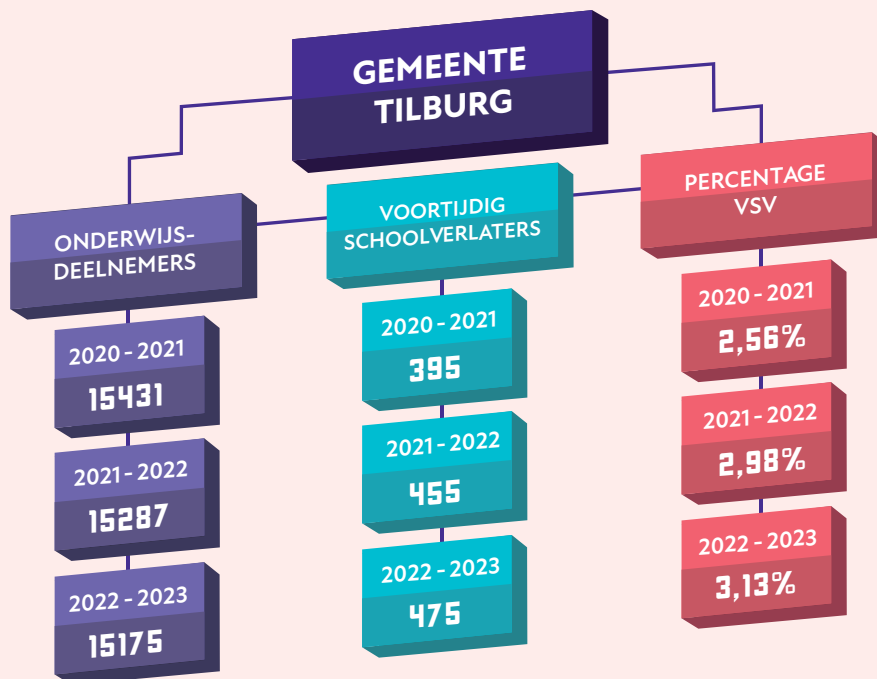 GEMEENTE
TILBURG
ONDERWIJS-
DEELNEMERS
2020 - 2021
15431
2021 - 2022
15287
2022 - 2023
15175
VOORTIJDIG
SCHOOLVERLATERS
2020 - 2021
395
2021 - 2022
455
2022 - 2023
475
PERCENTAGE
VSV
2020 - 2021
2,56%
2021 - 2022
2,98%
2022 - 2023
3,13%